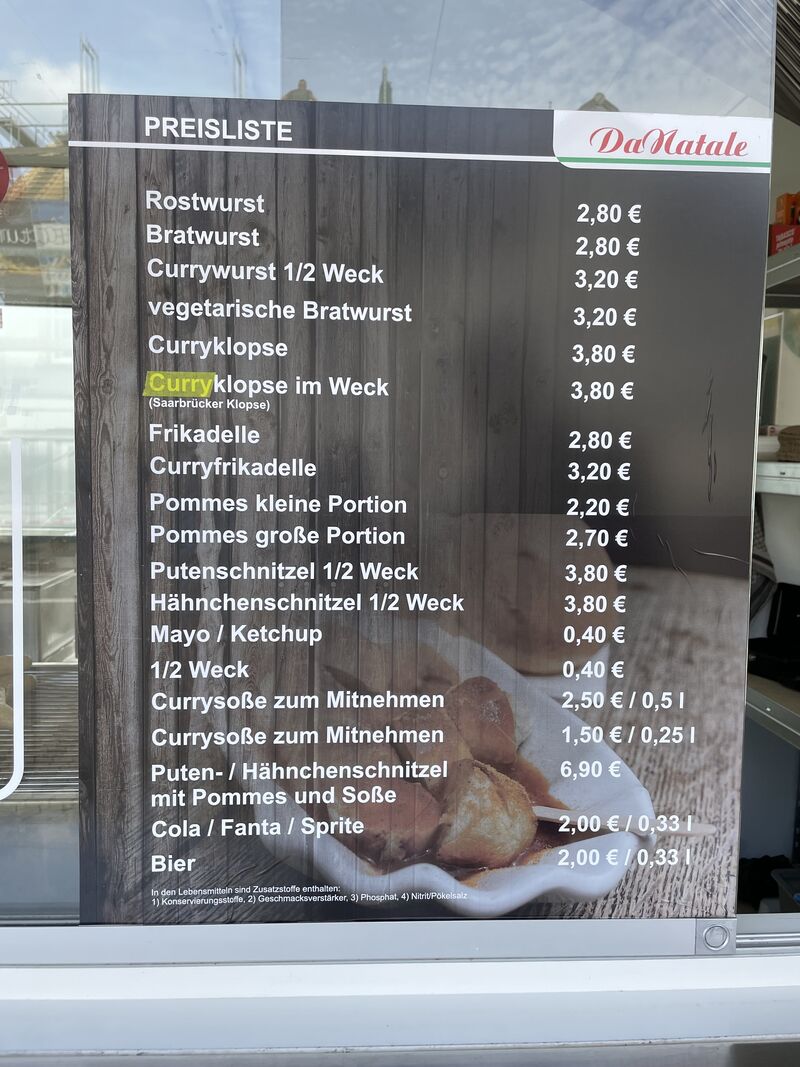 PREISLISTE
DaNatale
Rostwurst 2,80 €
Bratwurst 2,80 €
Currywurst 1/2 Weck 3,20 €
vegetarische Bratwurst 3,20 €
Curryklopse 3,80 €
Curryklopse im Weck 3,80 €
(Saarbrücker Klopse)
Frikadelle 2,80 €
Curryfrikadelle 3,20 €
Pommes kleine Portion 2,20 €
Pommes große Portion 2,70 €
Putenschnitzel 1/2 Weck 3,80 €
Hähnchenschnitzel 1/2 Weck 3,80 €
Mayo / Ketchup 0,40 €
1/2 Weck 0,40 €
Currysoße zum Mitnehmen 2,50 € / 0,5 l
Currysoße zum Mitnehmen 1,50 € / 0,25 l
Puten- / Hähnchenschnitzel 6,90 €
mit Pommes und Soße
Cola / Fanta / Sprite 2,00 € / 0,33 l
Bier 2,00 € / 0,33 l
In den Lebensmitteln sind Zusatzstoffe enthalten:
1) Konservierungsstoffe, 2) Geschmacksverstärker, 3) Phosphat, 4) Nitrit/Pökelsalz